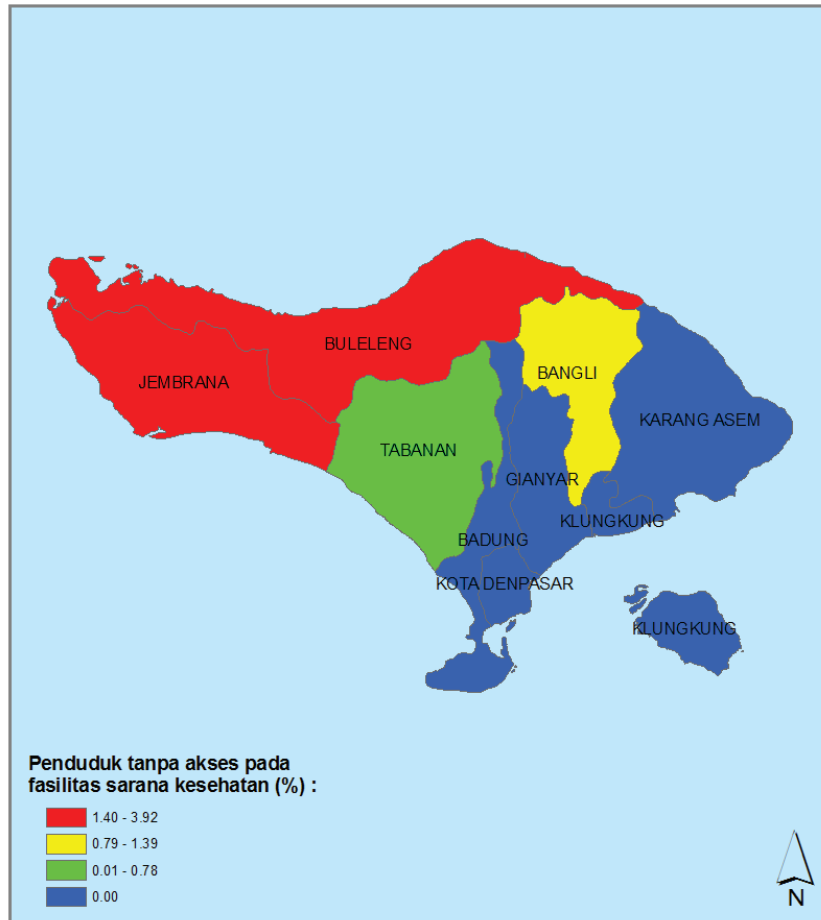 BULELENG
JEMBRANA
BANGLI
KARANG ASEM
TABANAN
GIANYAR
KLUNGKUNG
BADUNG
KOTA DENPASAR
KLUNGKUNG
Penduduk tanpa akses pada
fasilitas sarana kesehatan (%) :
1.40 - 3.92
0.79 - 1.39
0.01 - 0.78
0.00
N